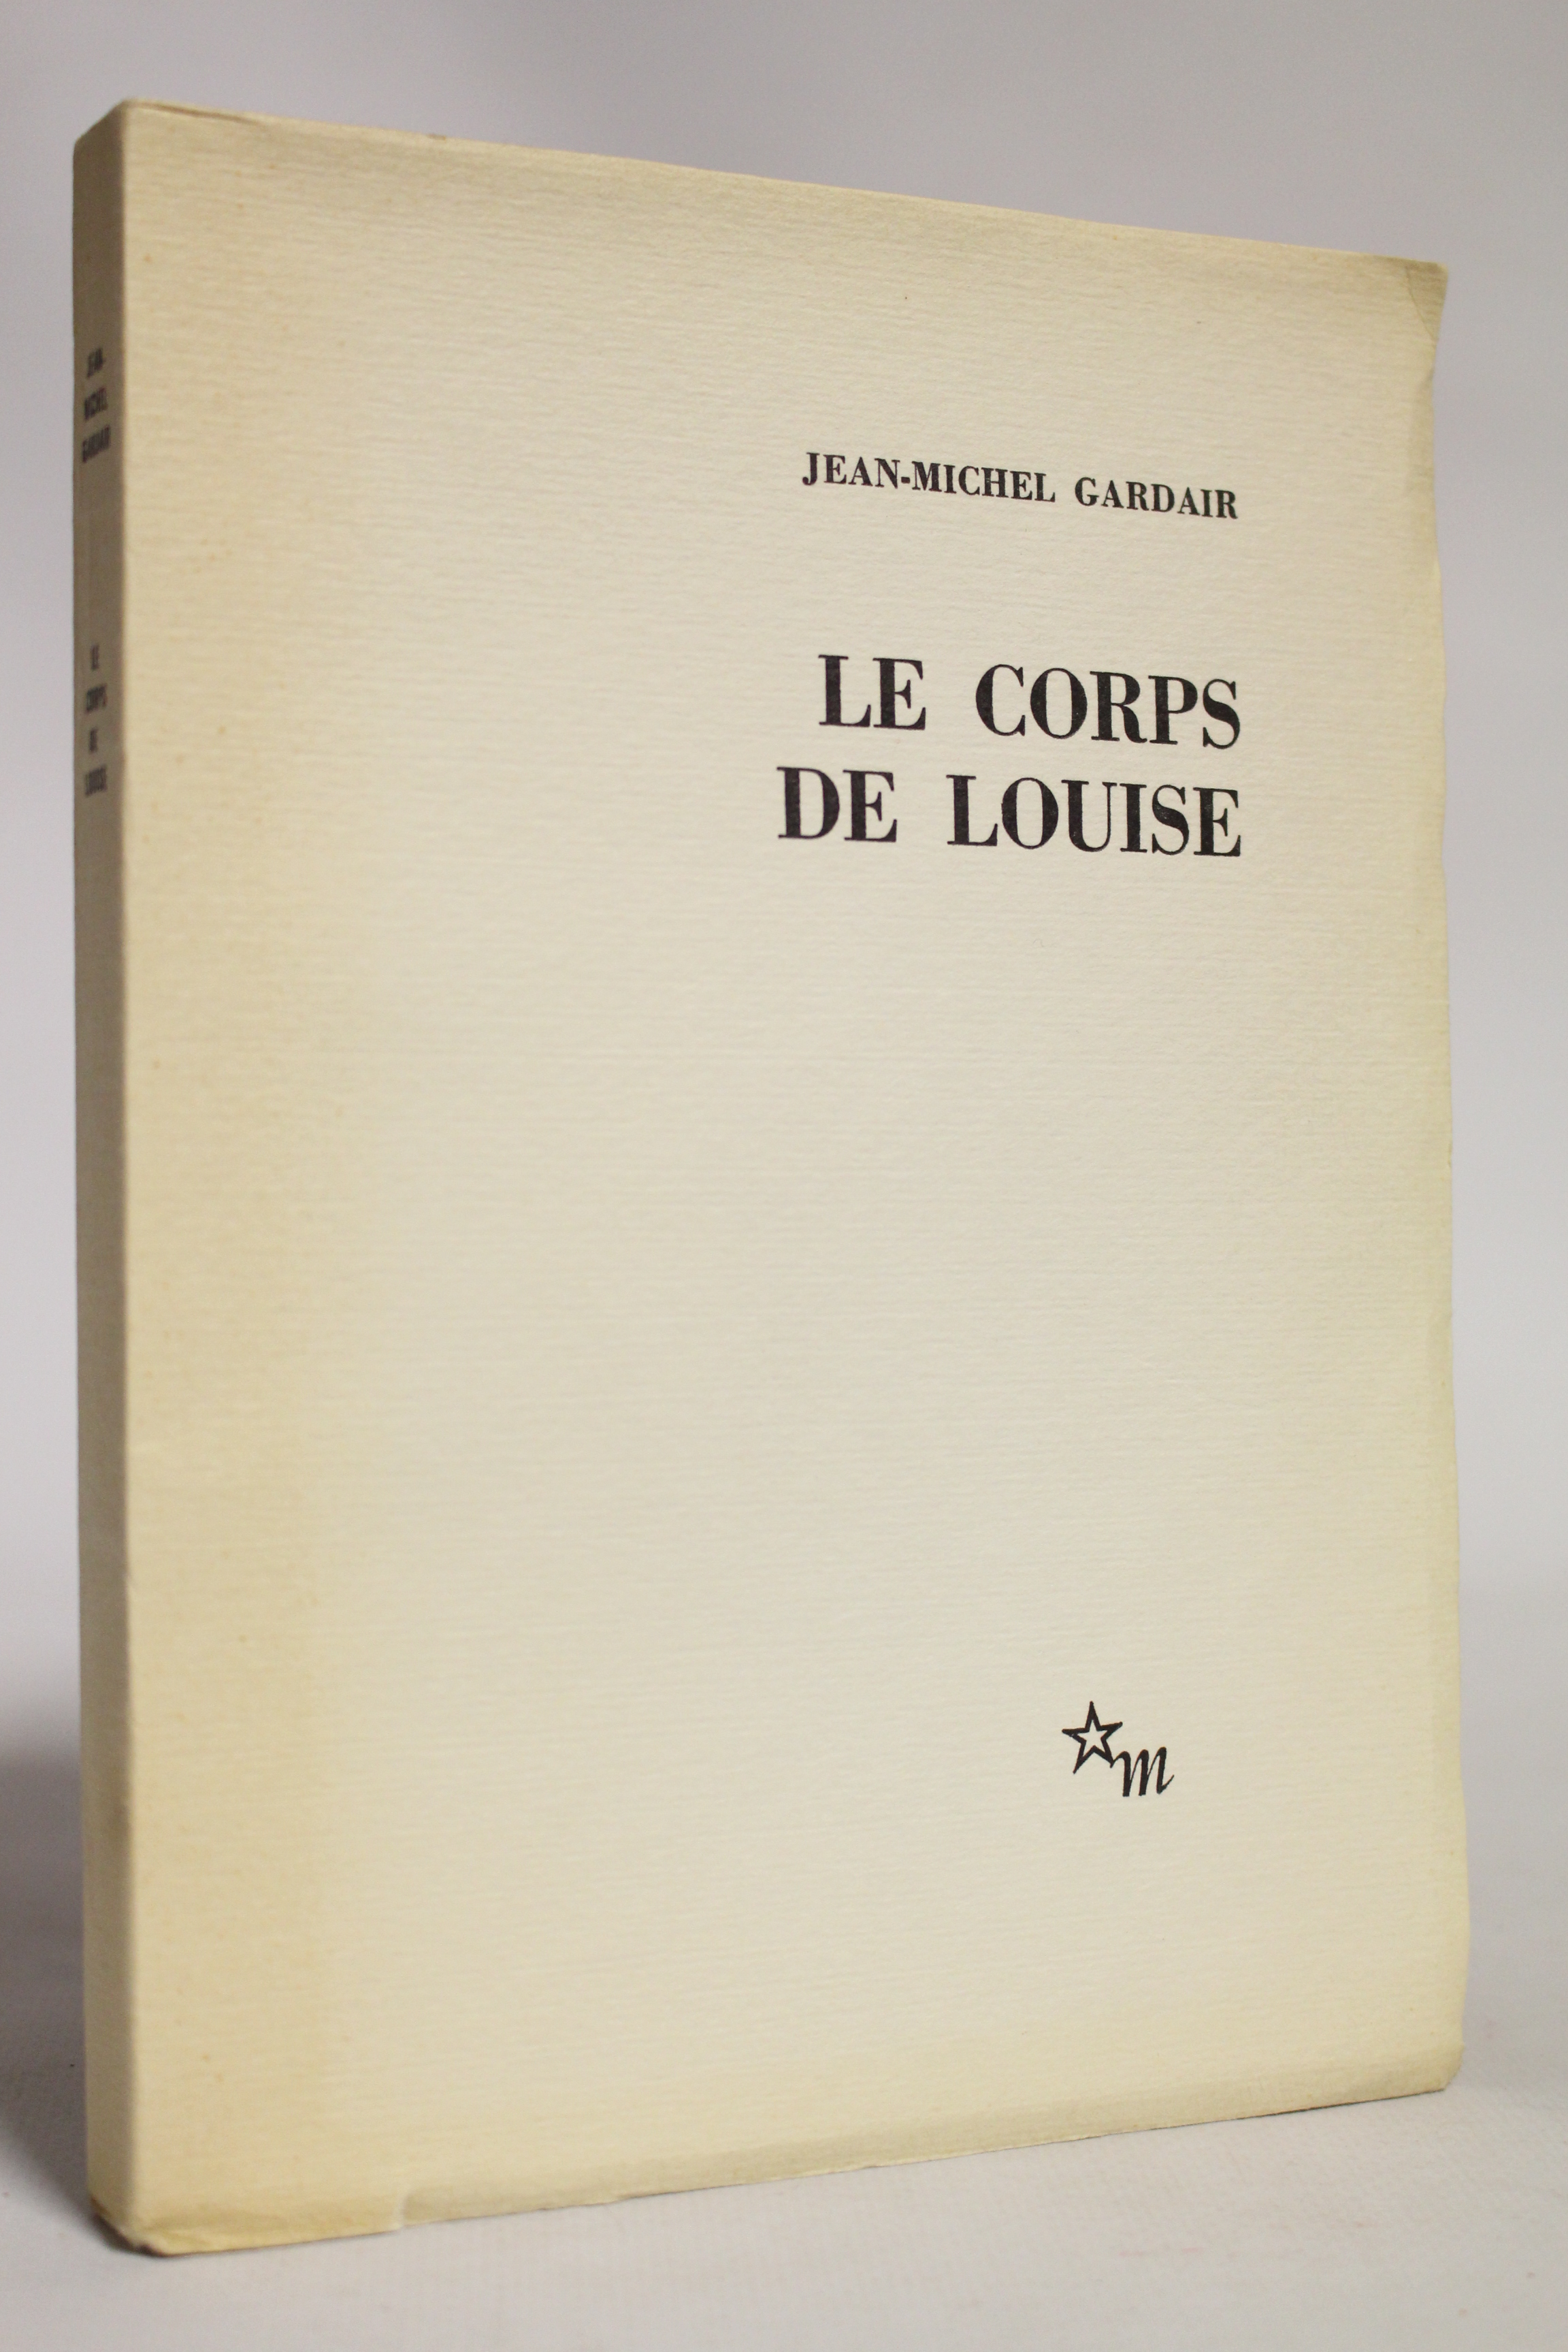 JEAN-MICHEL GARDAIR
LE CORPS
DE LOUISE
m
JEAN-
MICHEL
GARDAIR
LE
CORPS
DE
LOUISE